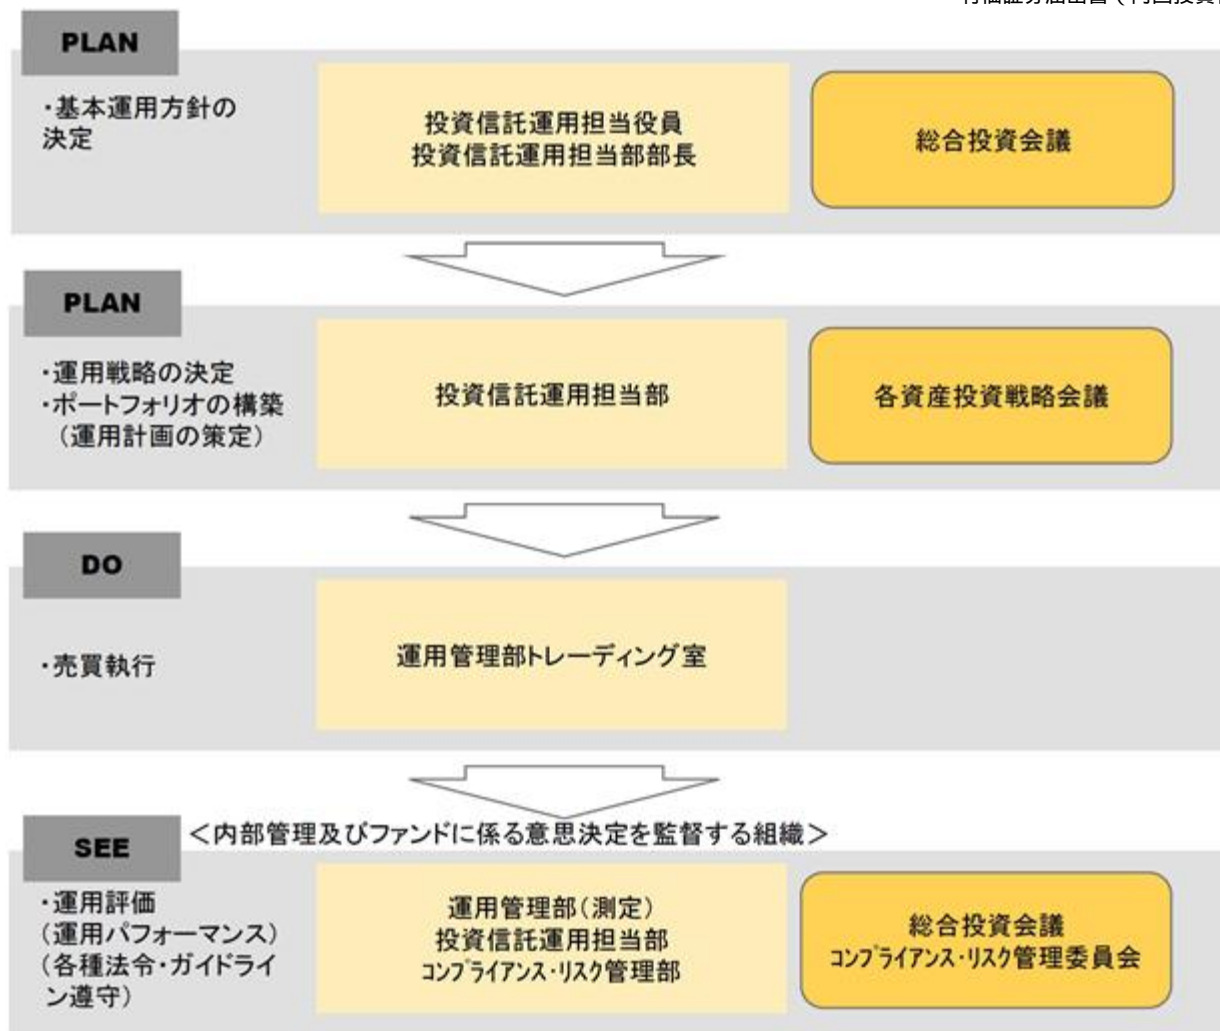 PLAN
・基本運用方針の
決定
投資信託運用担当役員
投資信託運用担当部部長
総合投資会議
PLAN
・運用戦略の決定
・ポートフォリオの構築
（運用計画の策定）
投資信託運用担当部
各資産投資戦略会議
DO
・売買執行
運用管理部トレーディング室
SEE
＜内部管理及びファンドに係る意思決定を監督する組織＞
・運用評価
（運用パフォーマンス）
（各種法令・ガイドライ
ン遵守）
運用管理部（測定）
投資信託運用担当部
ｺﾝﾌﾟﾗｲｱﾝｽ・ﾘｽｸ管理部
総合投資会議
ｺﾝﾌﾟﾗｲｱﾝｽ・ﾘｽｸ管理委員会